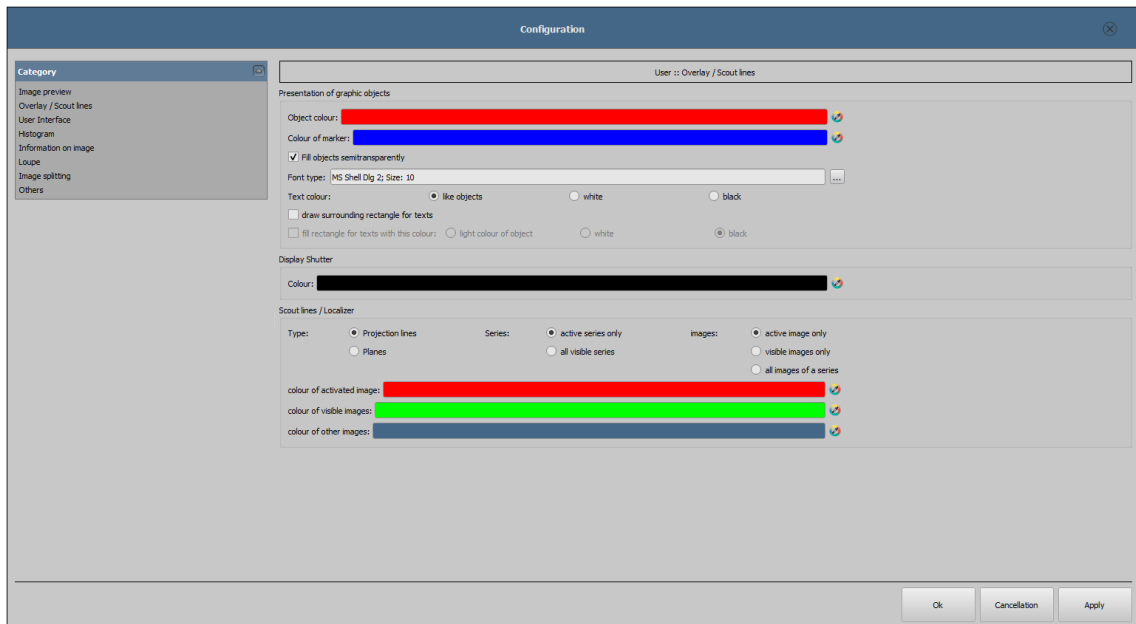 Configuration
Category
Image preview
Overlay / Scout lines
User Interface
Histogram
Information on image
Loupe
Image splitting
Others
User :: Overlay / Scout lines
Presentation of graphic objects
Object colour:
Colour of marker:
Fill objects semitransparently
Font type: MS Shell Dlg 2; Size: 10 ...
Text colour: like objects white black
draw surrounding rectangle for texts
fill rectangle for texts with this colour: light colour of object white black
Display Shutter
Colour:
Scout lines / Localizer
Type: Projection lines Series: active series only images: active image only
Planes all visible series visible images only
all images of a series
colour of activated image:
colour of visible images:
colour of other images:
Ok Cancellation Apply